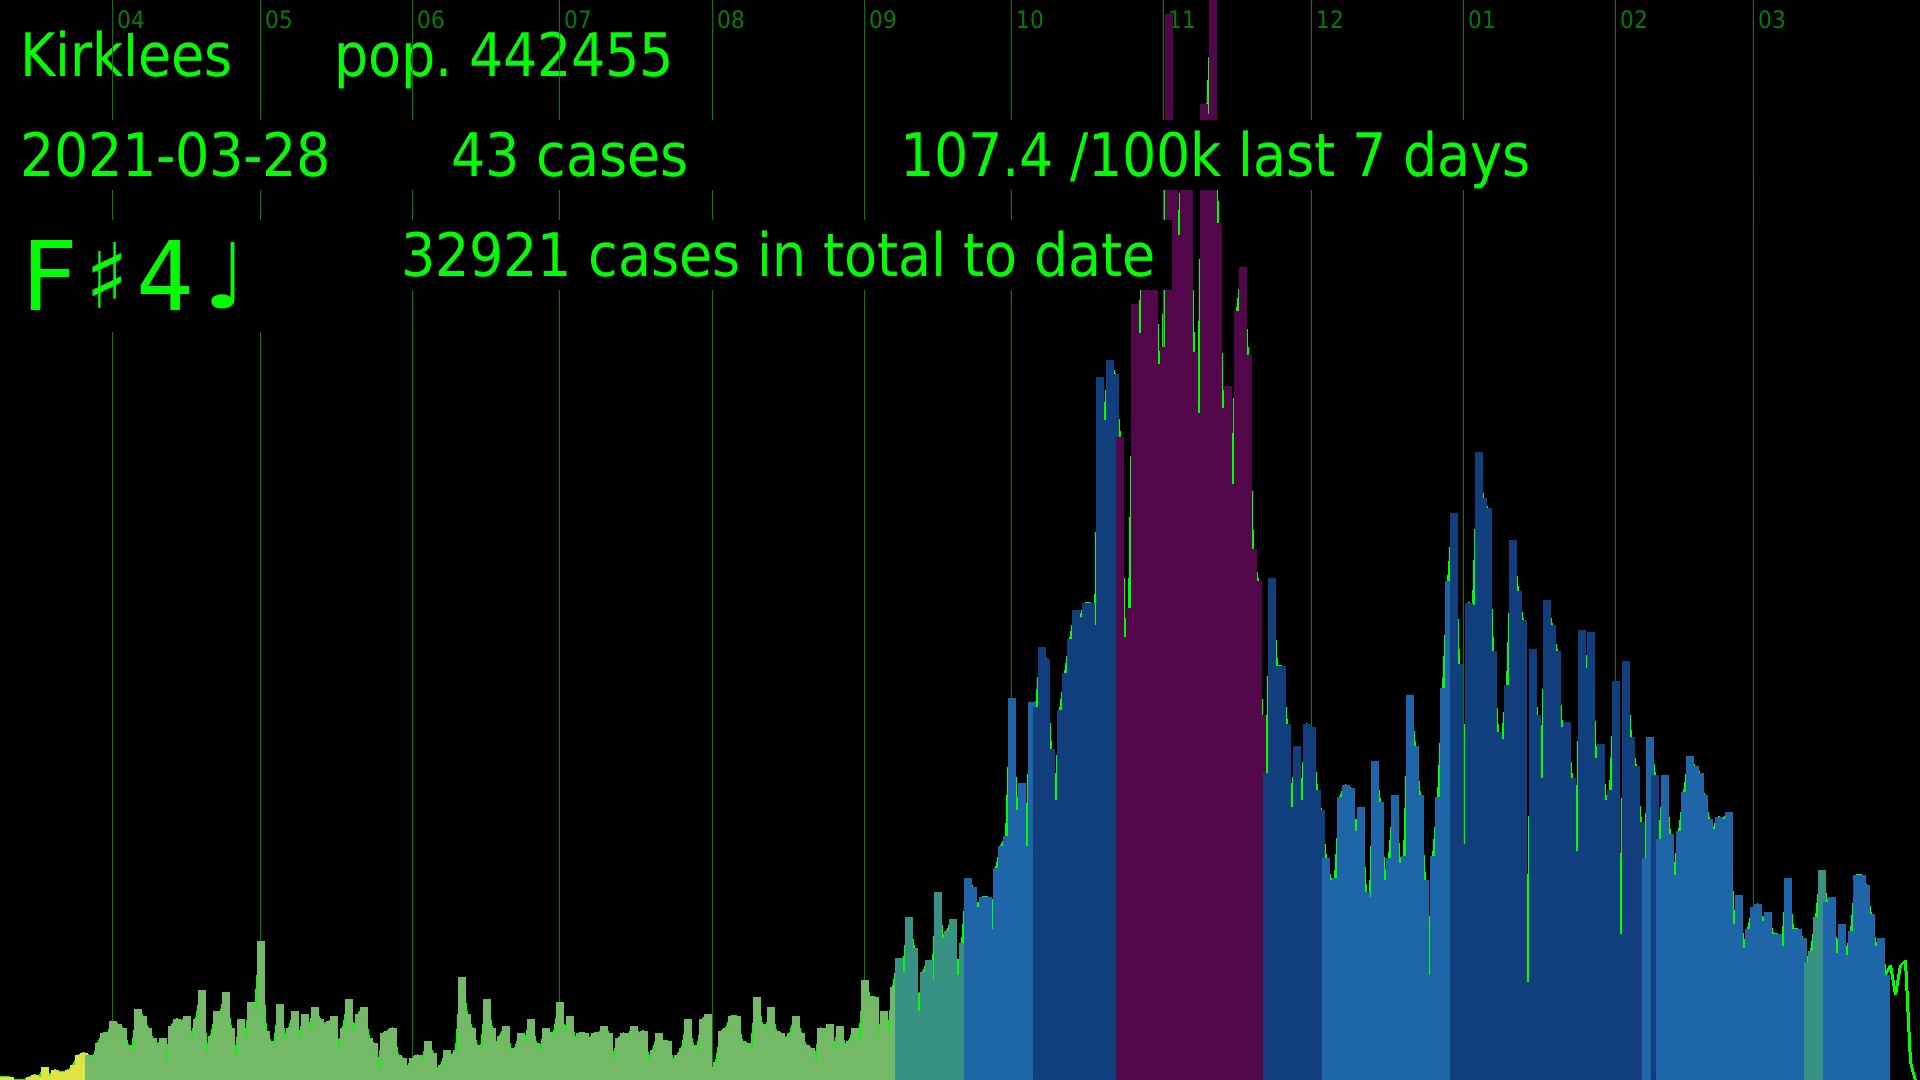 04 05 06 07 08 09 10 11 12 01 02 03
Kirklees pop. 442455
2021-03-28 43 cases 107.4 /100k last 7 days
F♯4♩ 32921 cases in total to date